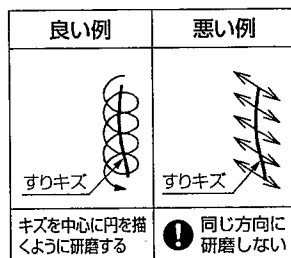 良い例
悪い例
すりキズ
すりキズ
キズを中心に円を描
くように研磨する
同じ方向に
研磨しない